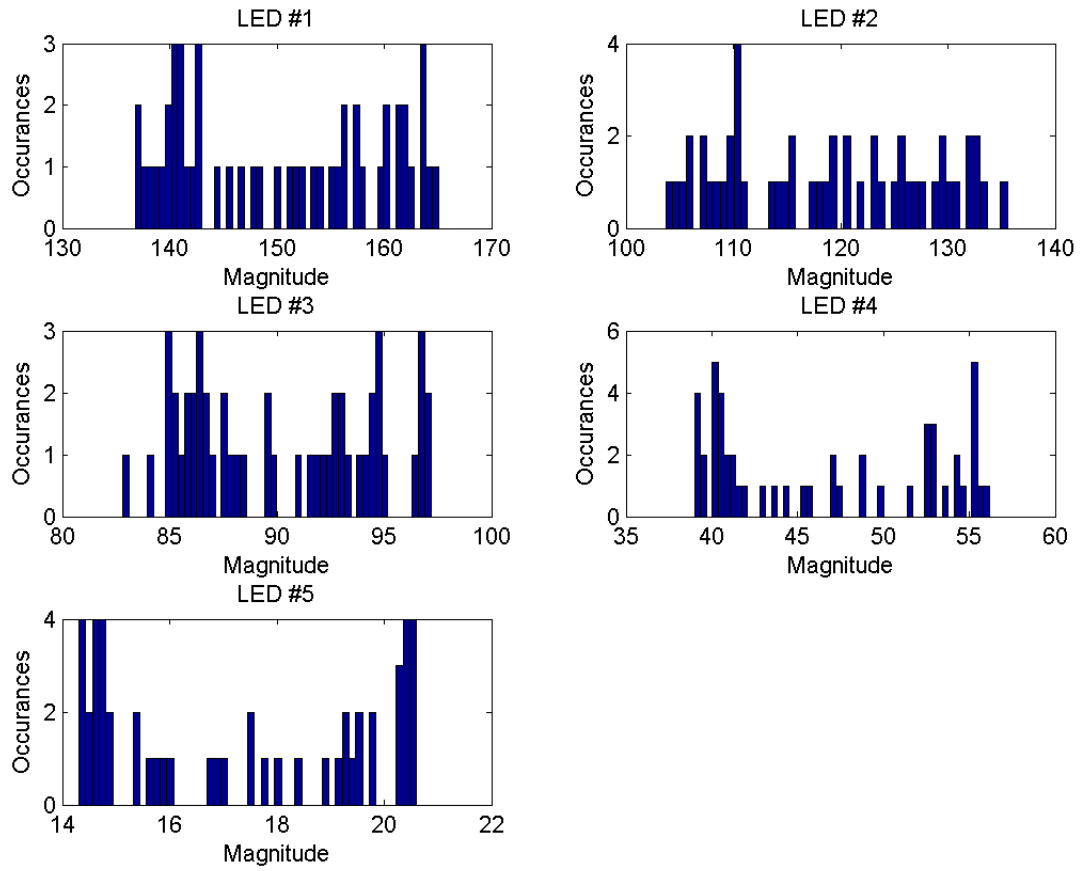 LED #1
3
2
1
0
Occurances
130
140
150
160
170
Magnitude
LED #2
4
2
0
Occurances
100
110
120
130
140
Magnitude
LED #3
3
2
1
0
Occurances
80
85
90
95
100
Magnitude
LED #4
6
4
2
0
Occurances
35
40
45
50
55
60
Magnitude
LED #5
4
2
0
Occurances
14
16
18
20
22
Magnitude